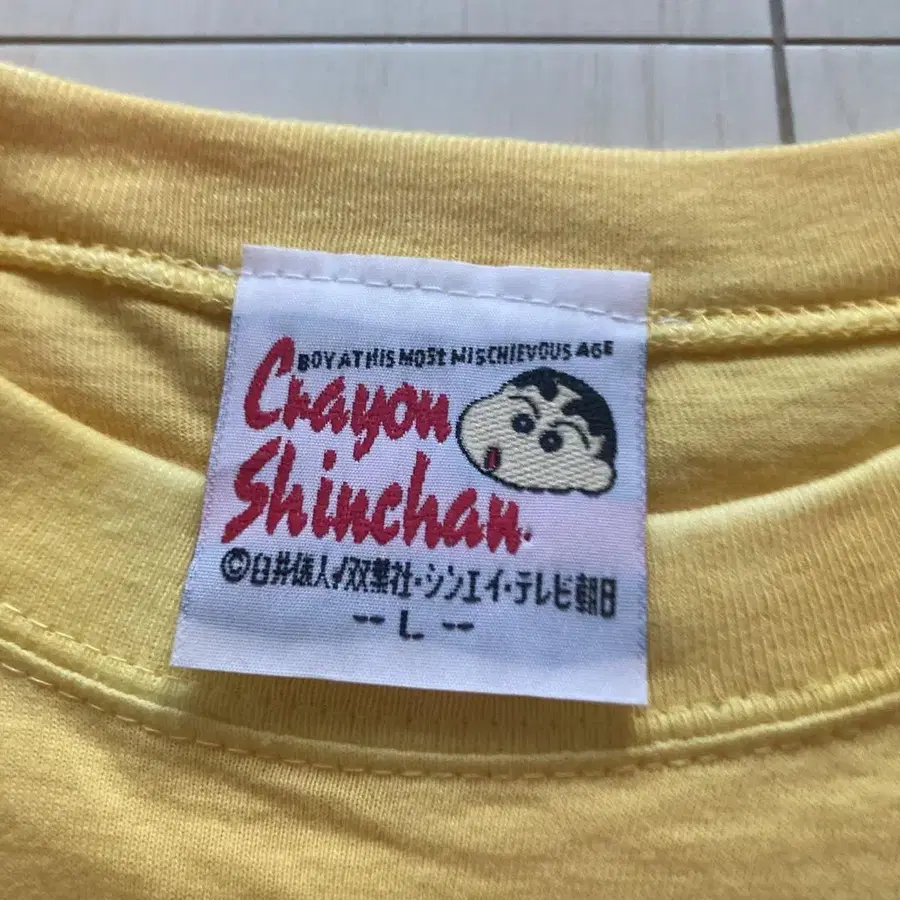 BOY AT HIS MOST MISCHIEVOUS AGE
Crayon
Shinchan.
©臼井儀人/双葉社・シンエイ・テレビ朝日
-- L --